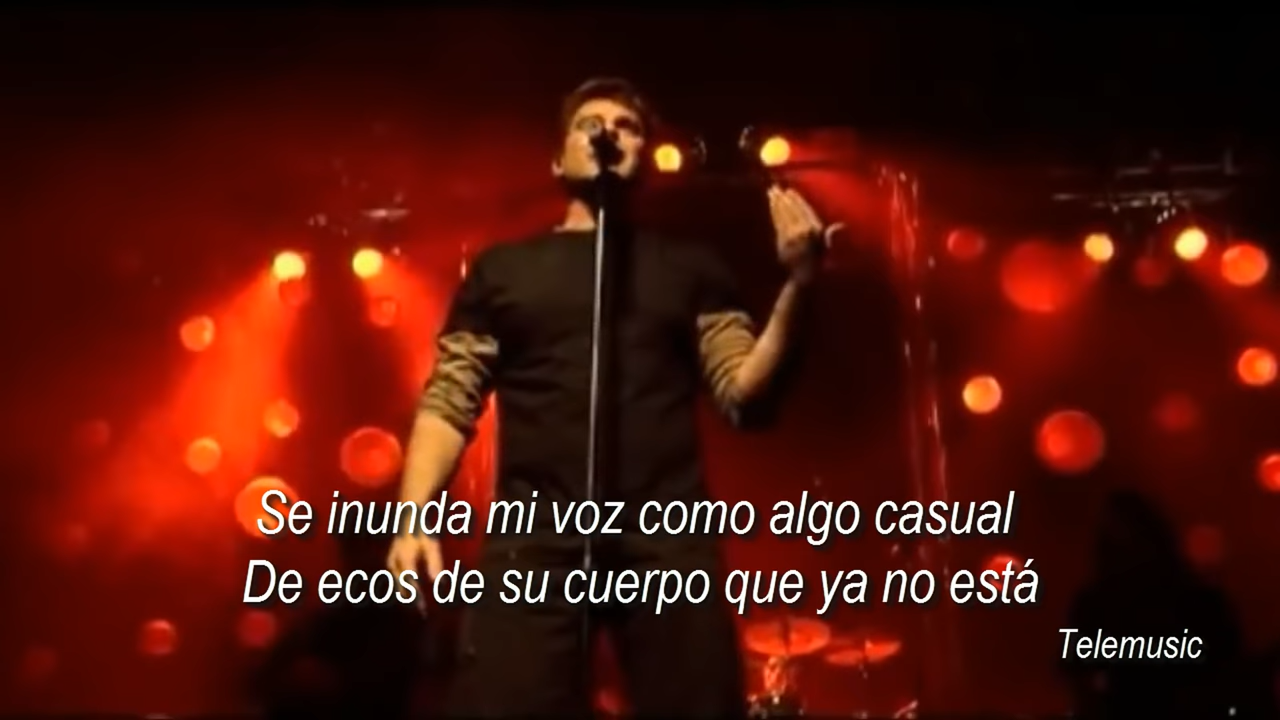 Se inunda mi voz como algo casual
De ecos de su cuerpo que ya no está
Telemusic